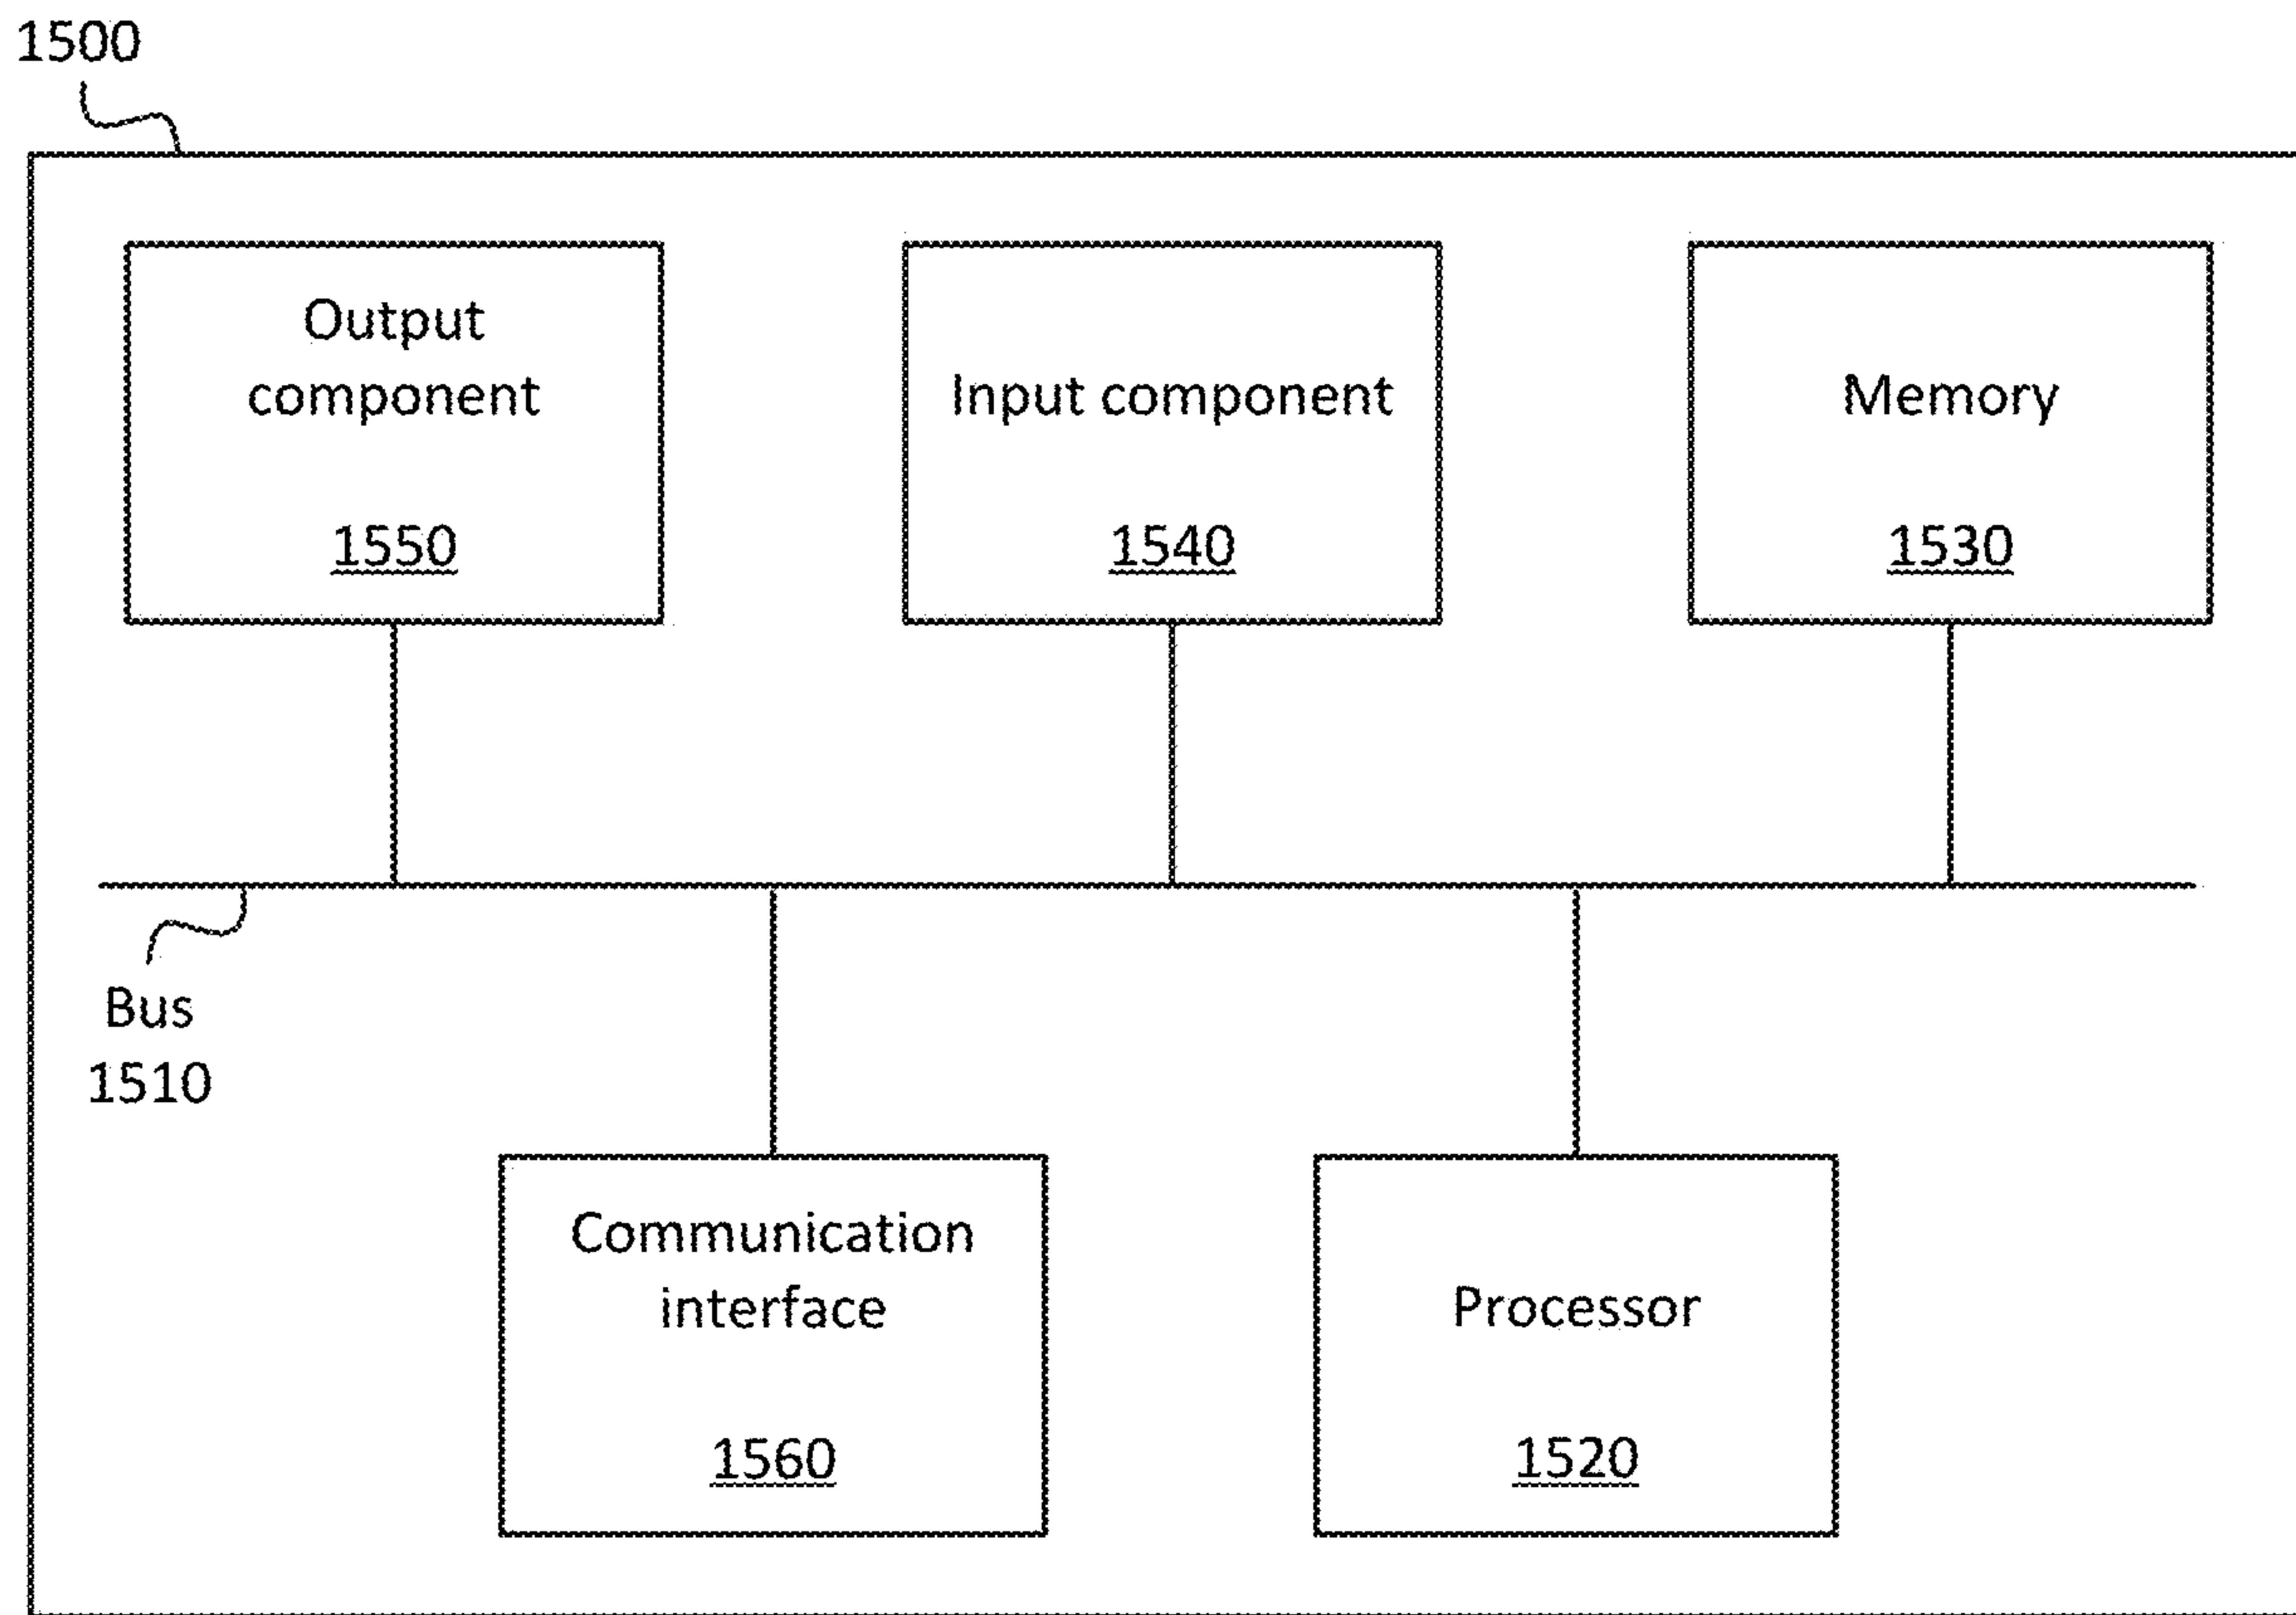 1500
Output
component
1550
Input component
1540
Memory
1530
Bus
1510
Communication
interface
1560
Processor
1520